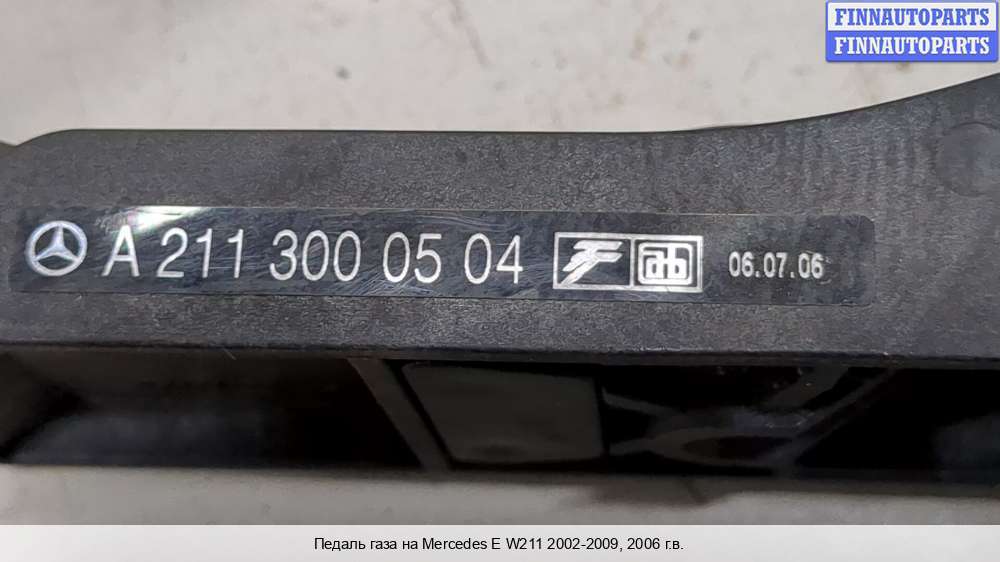 FINNAUTOPARTS
FINNAUTOPARTS
A 211 300 05 04 06.07.06
Педаль газа на Mercedes E W211 2002-2009, 2006 г.в.